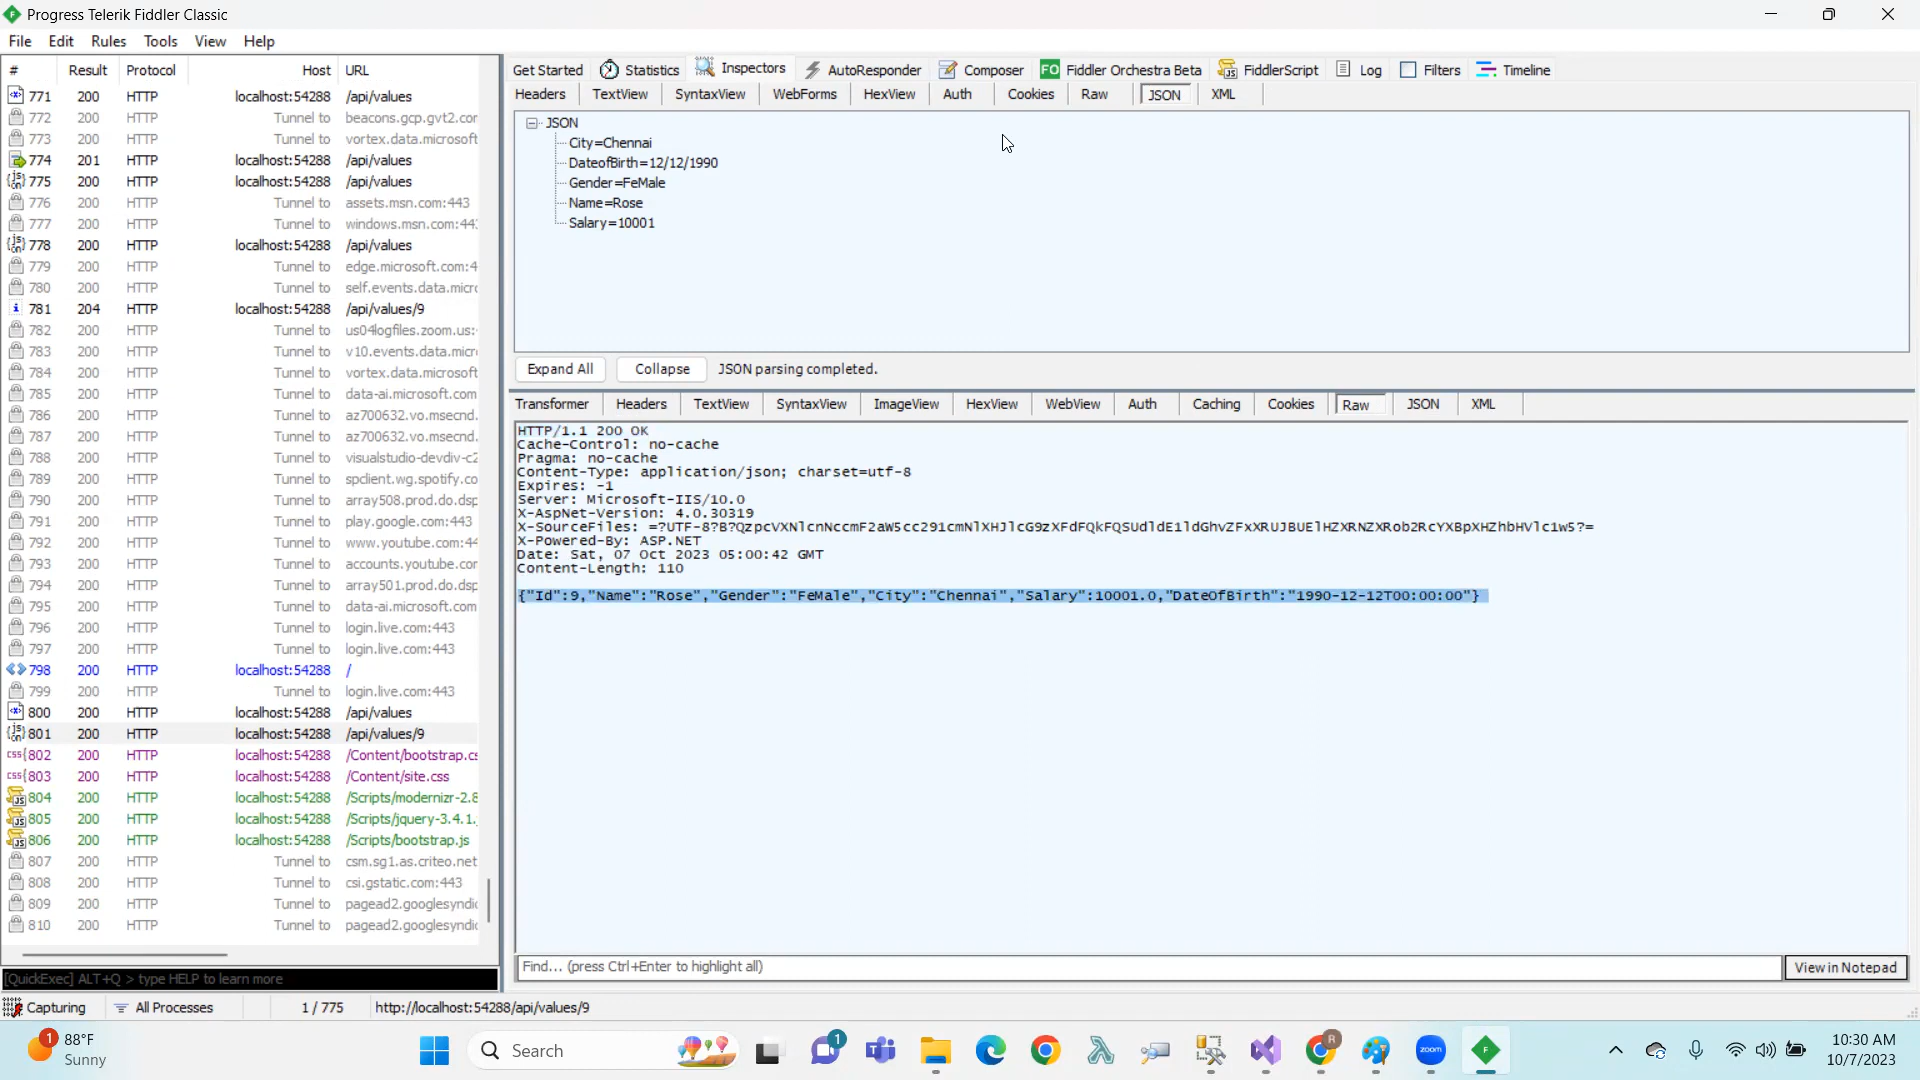 Progress Telerik Fiddler Classic
File Edit Rules Tools View Help
# Result Protocol Host URL
771 200 HTTP localhost:54288 /api/values
772 200 HTTP Tunnel to beacons.gcp.gvt2.cor
773 200 HTTP Tunnel to vortex.data.microsoft
774 201 HTTP localhost:54288 /api/values
775 200 HTTP localhost:54288 /api/values
776 200 HTTP Tunnel to assets.msn.com:443
777 200 HTTP Tunnel to windows.msn.com:44
778 200 HTTP localhost:54288 /api/values
779 200 HTTP Tunnel to edge.microsoft.com:4
780 200 HTTP Tunnel to self.events.data.micr
781 204 HTTP localhost:54288 /api/values/9
782 200 HTTP Tunnel to us04logfiles.zoom.us:
783 200 HTTP Tunnel to v10.events.data.micr
784 200 HTTP Tunnel to vortex.data.microsoft
785 200 HTTP Tunnel to data-ai.microsoft.com
786 200 HTTP Tunnel to az700632.vo.msecnd.
787 200 HTTP Tunnel to az700632.vo.msecnd.
788 200 HTTP Tunnel to visualstudio-devdiv-c2
789 200 HTTP Tunnel to spclient.wg.spotify.co
790 200 HTTP Tunnel to array508.prod.do.dsp
791 200 HTTP Tunnel to play.google.com:443
792 200 HTTP Tunnel to www.youtube.com:44
793 200 HTTP Tunnel to accounts.youtube.cor
794 200 HTTP Tunnel to array501.prod.do.dsp
795 200 HTTP Tunnel to data-ai.microsoft.com
796 200 HTTP Tunnel to login.live.com:443
797 200 HTTP Tunnel to login.live.com:443
798 200 HTTP localhost:54288 /
799 200 HTTP Tunnel to login.live.com:443
800 200 HTTP localhost:54288 /api/values
801 200 HTTP localhost:54288 /api/values/9
802 200 HTTP localhost:54288 /Content/bootstrap.cs
803 200 HTTP localhost:54288 /Content/site.css
804 200 HTTP localhost:54288 /Scripts/modernizr-2.8
805 200 HTTP localhost:54288 /Scripts/jquery-3.4.1.
806 200 HTTP localhost:54288 /Scripts/bootstrap.js
807 200 HTTP Tunnel to csm.sg1.as.criteo.net
808 200 HTTP Tunnel to csi.gstatic.com:443
809 200 HTTP Tunnel to pagead2.googlesyndic
810 200 HTTP Tunnel to pagead2.googlesyndic
[QuickExec] ALT+Q > type HELP to learn more
Get Started Statistics Inspectors AutoResponder Composer FO Fiddler Orchestra Beta FiddlerScript Log Filters Timeline
Headers TextView SyntaxView WebForms HexView Auth Cookies Raw JSON XML
JSON
City=Chennai
DateofBirth=12/12/1990
Gender=FeMale
Name=Rose
Salary=10001
Expand All Collapse JSON parsing completed.
Transformer Headers TextView SyntaxView ImageView HexView WebView Auth Caching Cookies Raw JSON XML
HTTP/1.1 200 OK
Cache-Control: no-cache
Pragma: no-cache
Content-Type: application/json; charset=utf-8
Expires: -1
Server: Microsoft-IIS/10.0
X-AspNet-Version: 4.0.30319
X-SourceFiles:
X-Powered-By: ASP.NET
Date: Sat, 07 Oct 2023 05:00:42 GMT
Content-Length: 110
{"Id":9,"Name":"Rose","Gender":"FeMale","City":"Chennai","Salary":10001.0,"DateOfBirth":"1990-12-12T00:00:00"}
Find... (press Ctrl+Enter to highlight all) View in Notepad
Capturing All Processes 1 / 775 http://localhost:54288/api/values/9
1 88°F
Sunny
Search
1
R
zoom
10:30 AM
10/7/2023